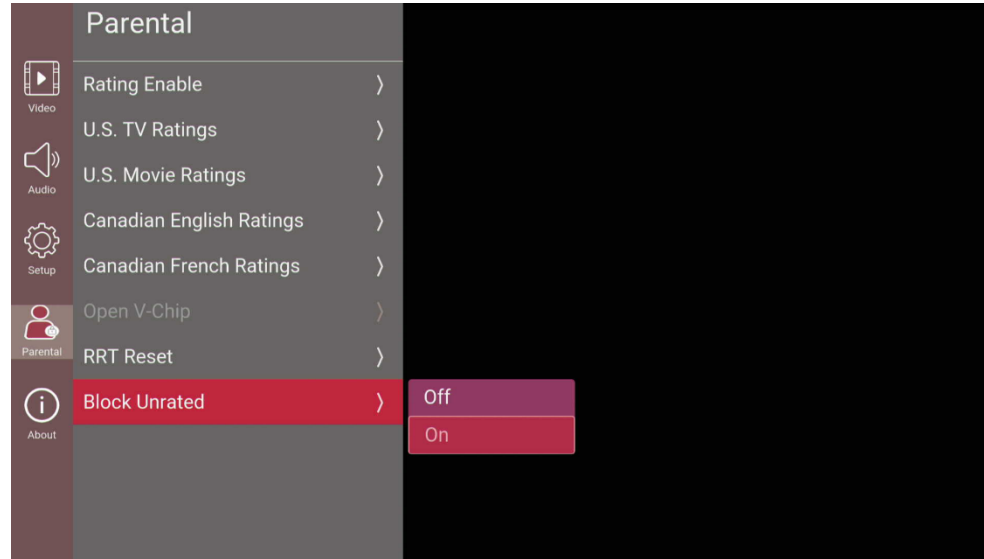 Parental
Video
Audio
Setup
Parental
About
Rating Enable
U.S. TV Ratings
U.S. Movie Ratings
Canadian English Ratings
Canadian French Ratings
Open V-Chip
RRT Reset
Block Unrated
Off
On